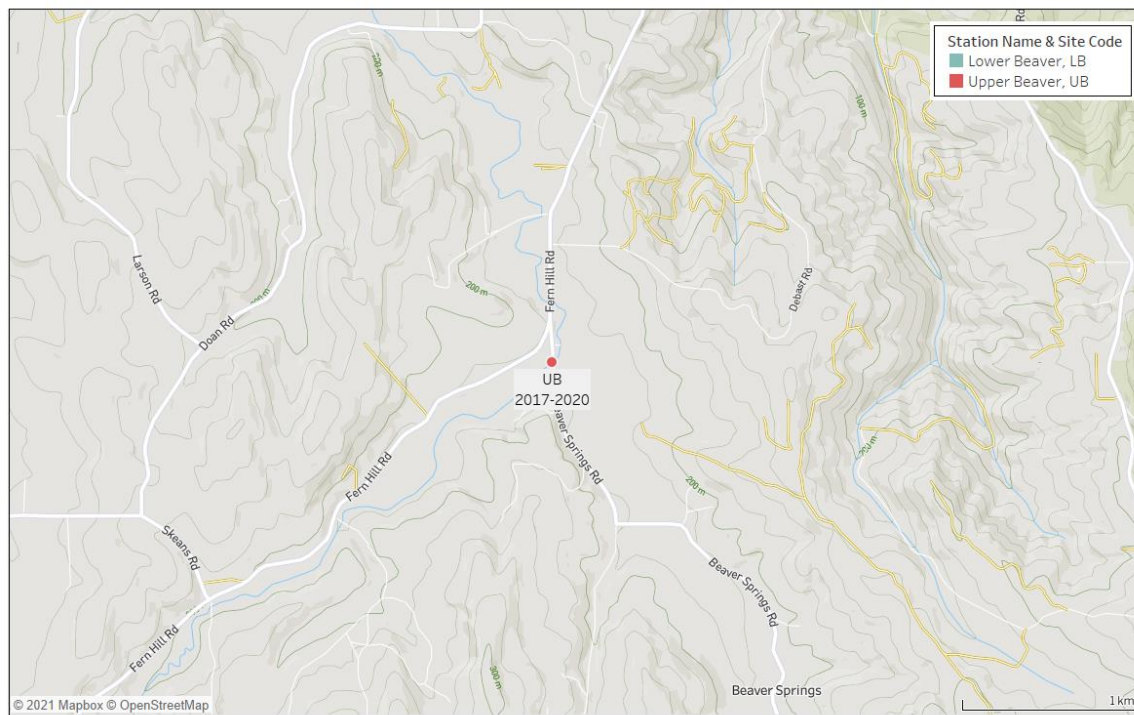 Station Name & Site Code
Lower Beaver, LB
Upper Beaver, UB
Rd
200 m
100 m
Larson Rd
Doan Rd
Fern Hill Rd
200 m
Debast Rd
UB
2017-2020
Beaver Springs Rd
Fern Hill Rd
200 m
200 m
Skeans Rd
Beaver Springs Rd
Fern Hill Rd
300 m
Beaver Springs
© 2021 Mapbox © OpenStreetMap
1 km